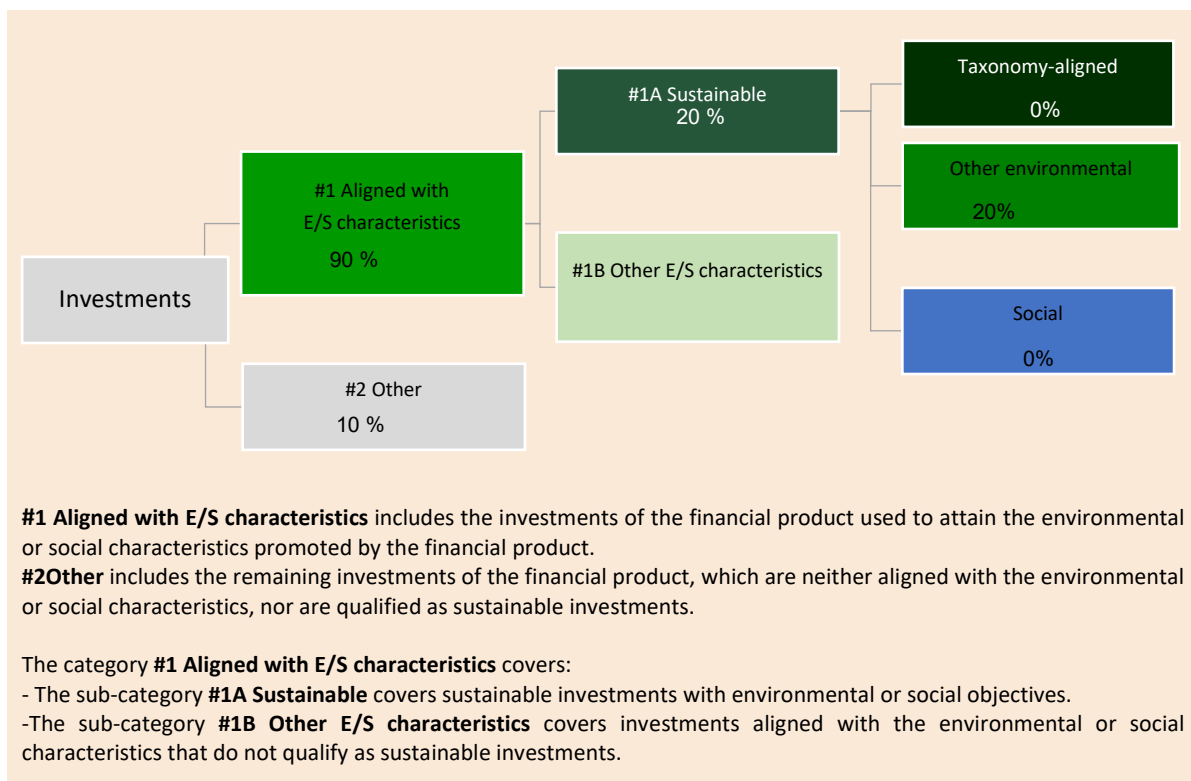 Investments
#1 Aligned with
E/S characteristics
90 %
#2 Other
10 %
#1A Sustainable
20 %
#1B Other E/S characteristics
Taxonomy-aligned
0%
Other environmental
20%
Social
0%
#1 Aligned with E/S characteristics includes the investments of the financial product used to attain the environmental
or social characteristics promoted by the financial product.
#2Other includes the remaining investments of the financial product, which are neither aligned with the environmental
or social characteristics, nor are qualified as sustainable investments.
The category #1 Aligned with E/S characteristics covers:
- The sub-category #1A Sustainable covers sustainable investments with environmental or social objectives.
-The sub-category #1B Other E/S characteristics covers investments aligned with the environmental or social
characteristics that do not qualify as sustainable investments.